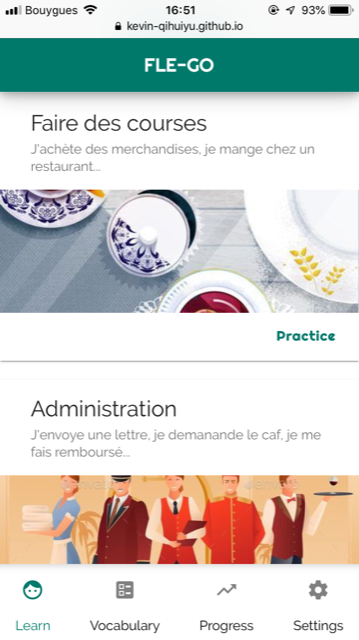 Bouygues 16:51 93%
kevin-qihuiyu.github.io
FLE-GO
Faire des courses
J'achète des merchandises, je mange chez un
restaurant...
Practice
Administration
J'envoye une lettre, je demanande le caf, je me
fais remboursé...
Learn Vocabulary Progress Settings